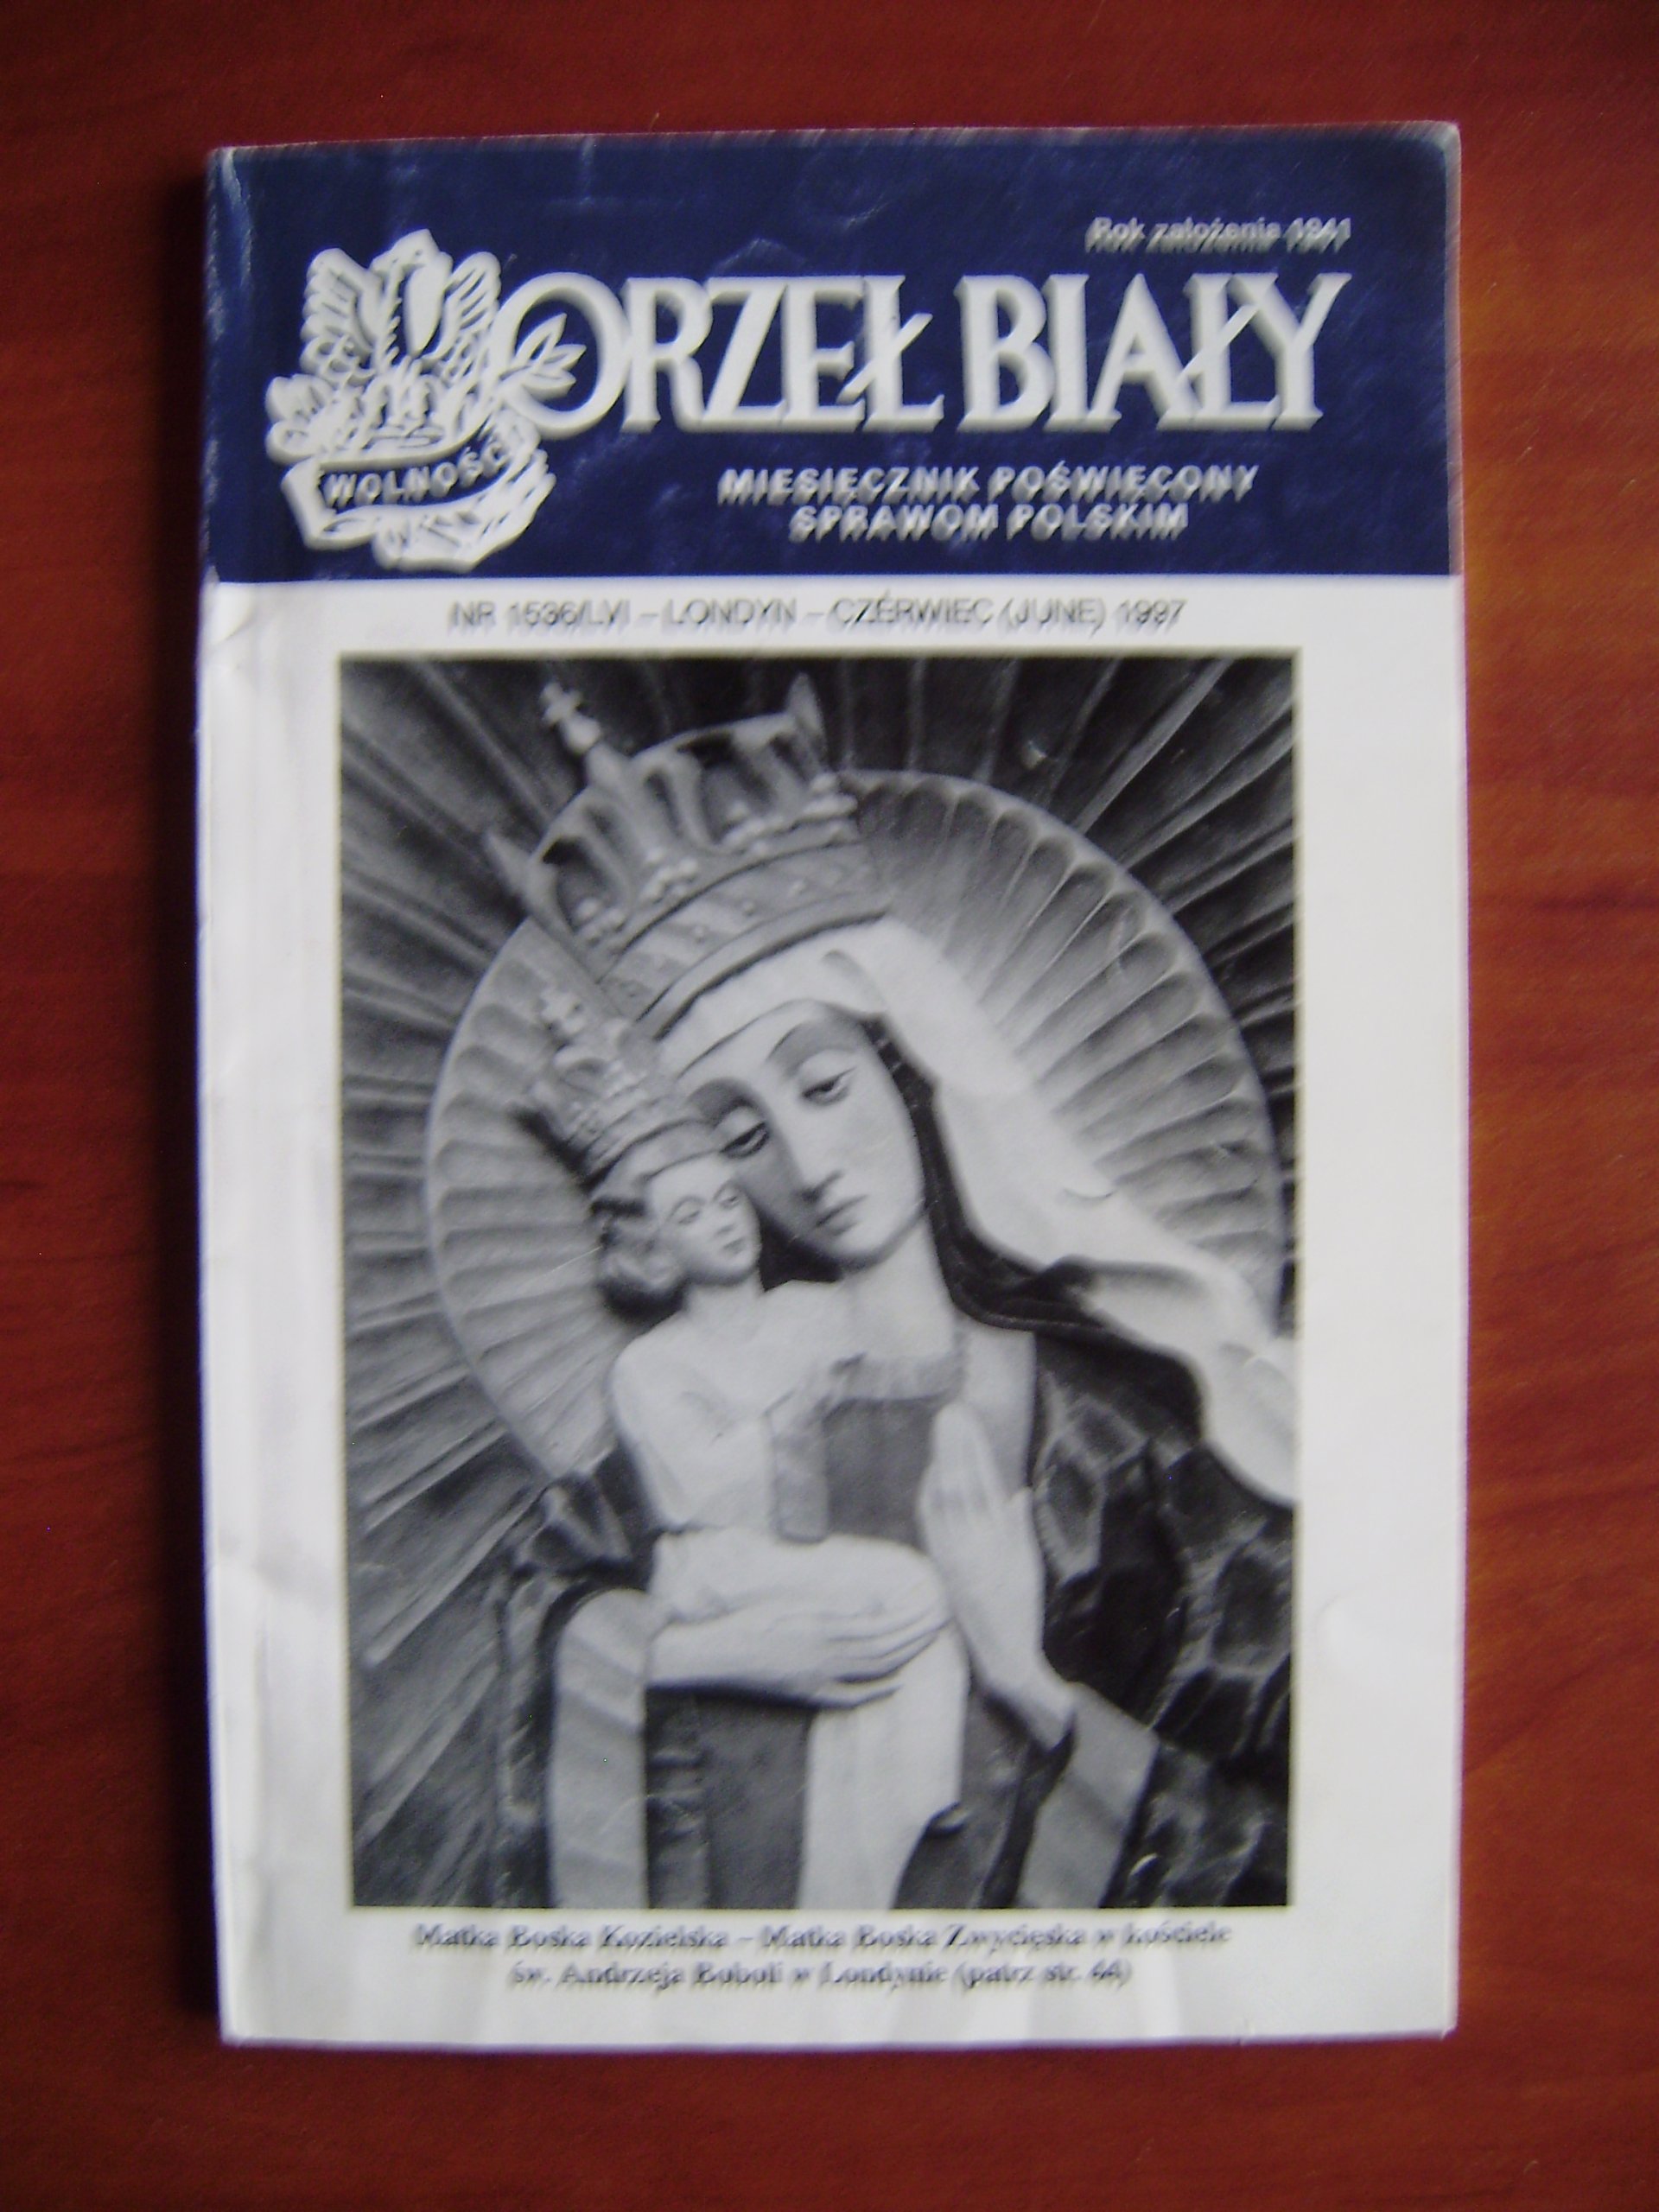 Rok założenia 1941
ORZEŁ BIAŁY
WOLNOŚĆ
MIESIĘCZNIK POŚWIĘCONY
SPRAWOM POLSKIM
NR 1536/LVI – LONDYN – CZERWIEC (JUNE) 1997
Matka Boska Kozielska – Matka Boska Zwycięska w kościele
św. Andrzeja Boboli w Londynie (patrz str. 44)